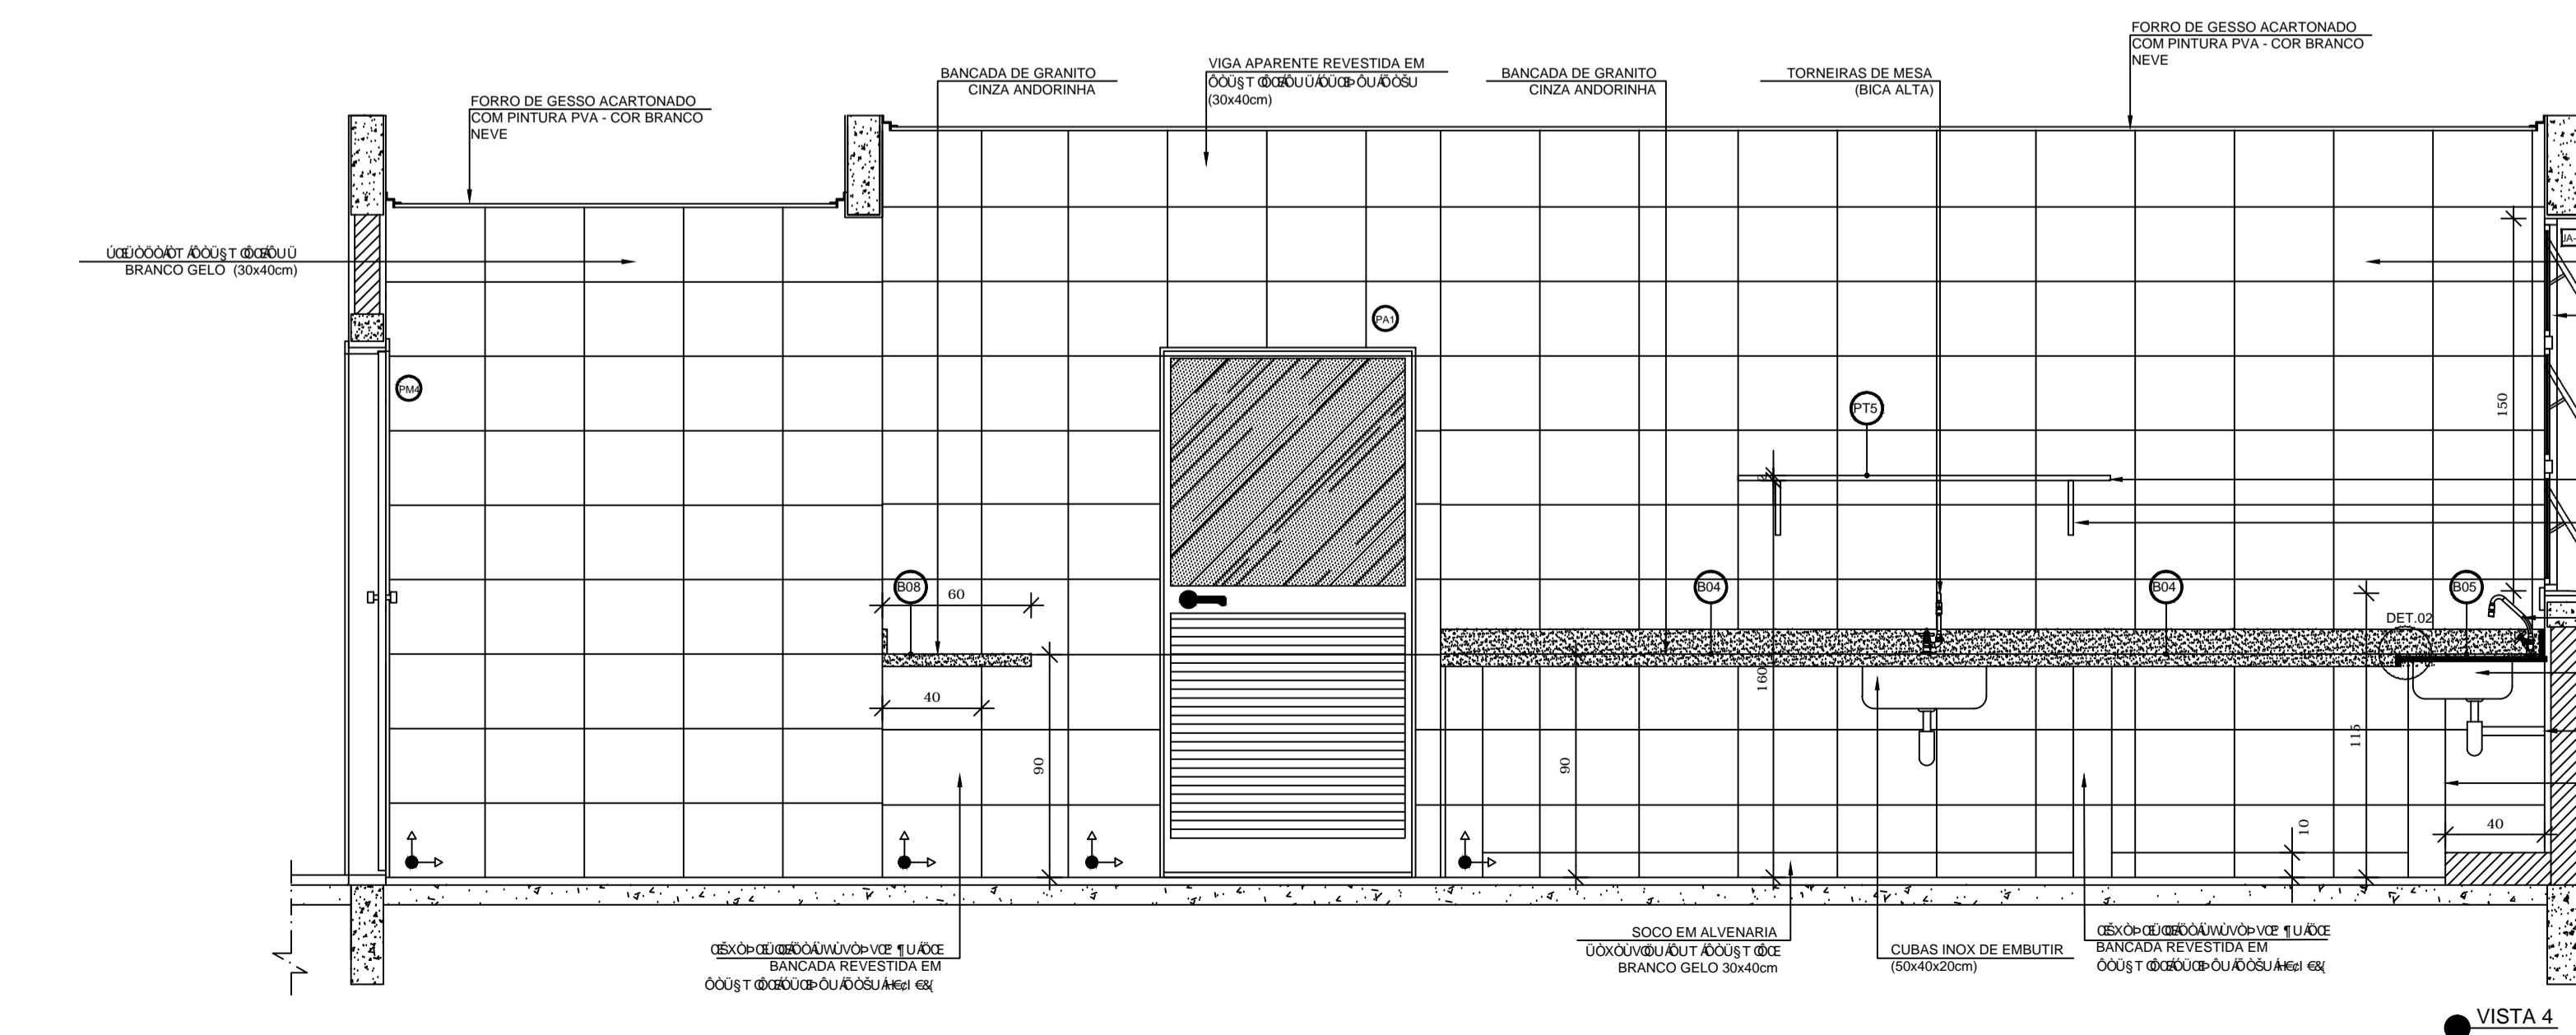 FORRO DE GESSO ACARTONADO
COM PINTURA PVA - COR BRANCO
NEVE
BANCADA DE GRANITO
CINZA ANDORINHA
VIGA APARENTE REVESTIDA EM
(30x40cm)
BANCADA DE GRANITO
CINZA ANDORINHA
TORNEIRAS DE MESA
(BICA ALTA)
FORRO DE GESSO ACARTONADO
COM PINTURA PVA - COR BRANCO
NEVE
BRANCO GELO (30x40cm)
JA-
PA1
PM4
PT5
150
B08
60
B04
B04
B05
DET.02
40
90
90
160
115
10
40
BANCADA REVESTIDA EM
SOCO EM ALVENARIA
BRANCO GELO 30x40cm
CUBAS INOX DE EMBUTIR
(50x40x20cm)
BANCADA REVESTIDA EM
VISTA 4